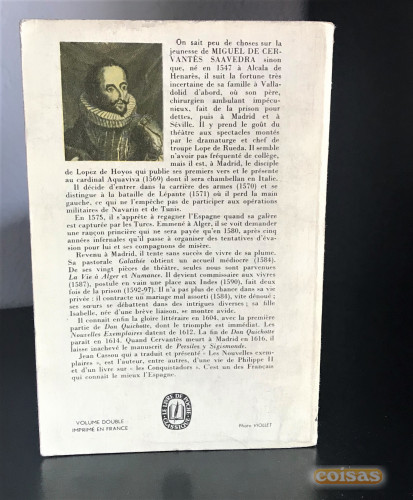 On sait peu de choses sur la
jeunesse de MIGUEL DE CER-
VANTÈS SAAVEDRA sinon
que, né en 1547 à Alcala de
Henarès, il suit la fortune très
incertaine de sa famille à Valla-
dolid d'abord, où son père,
chirurgien ambulant impécu-
nieux, fait de la prison pour
dettes, puis à Madrid et à
Séville. Il y prend le goût du
théâtre aux spectacles montés
par le dramaturge et chef de
troupe Lope de Rueda. Il semble
n'avoir pas fréquenté de collège,
mais il est, à Madrid, le disciple
de Lopez de Hoyos qui publie ses premiers vers et le présente
au cardinal Aquaviva (1569) dont il sera chambellan en Italie.
Il décide d'entrer dans la carrière des armes (1570) et se
distingue à la bataille de Lépante (1571) où il perd la main
gauche, ce qui ne l'empêche pas de participer aux opérations
militaires de Navarin et de Tunis.
En 1575, il s'apprête à regagner l'Espagne quand sa galère
est capturée par les Turcs. Emmené à Alger, il se voit demander
une rançon princière qui ne sera payée qu'en 1580, après cinq
années infernales qu'il passe à organiser des tentatives d'éva-
sion pour lui et ses compagnons de misère.
Revenu à Madrid, il tente sans succès de vivre de sa plume.
Sa pastorale Galathée obtient un accueil médiocre (1584).
De ses vingt pièces de théâtre, seules nous sont parvenues
La Vie à Alger et Numance. Il devient commissaire aux vivres
(1587), postule en vain une place aux Indes (1590), fait deux
fois de la prison (1592-97). Il n'a pas plus de chance dans sa vie
privée : il contracte un mariage mal assorti (1584), vite dénoué ;
ses sœurs se débattent dans des intrigues diverses ; sa fille
Isabelle, née d'une brève liaison, se montre avide.
Il connaît enfin la gloire littéraire en 1604, avec la première
partie de Don Quichotte, dont le triomphe est immédiat. Les
Nouvelles Exemplaires datent de 1612. La fin de Don Quichotte
paraît en 1614. Quand Cervantès meurt à Madrid en 1616, il
laisse inachevé le manuscrit de Persiles y Sigismonde.
Jean Cassou qui a traduit et présenté « Les Nouvelles exem-
plaires », est l'auteur, entre autres, d'une vie de Philippe II
et d'un livre sur « les Conquistadors ». C'est un des Français
qui connaît le mieux l'Espagne.
LE LIVRE DE POCHE
CLASSIQUE
VOLUME DOUBLE
IMPRIMÉ EN FRANCE
Photo VIOLLET
coisas